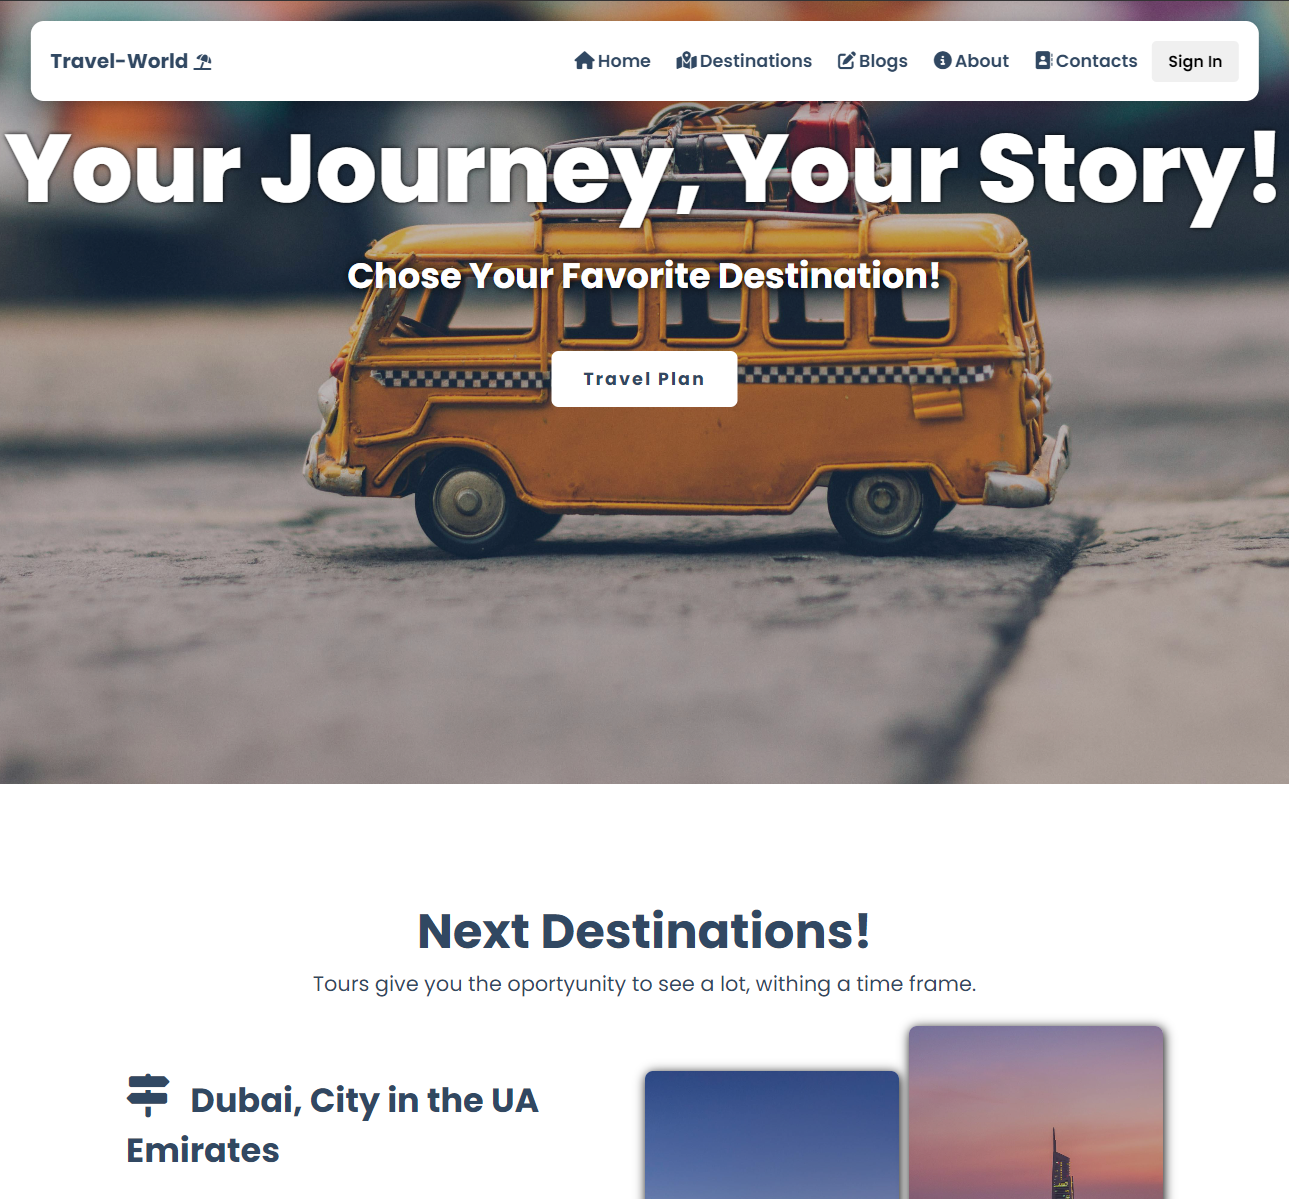 Travel-World
Home
Destinations
Blogs
About
Contacts
Sign In
Your Journey, Your Story!
Chose Your Favorite Destination!
Travel Plan
Next Destinations!
Tours give you the oportyunity to see a lot, withing a time frame.
Dubai, City in the UA
Emirates